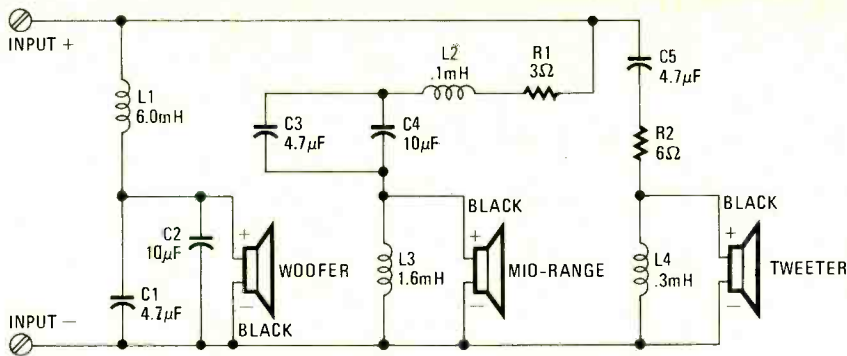 INPUT +
L1
6.0mH
C2
10μF
C1
4.7μF
INPUT −
+
−
WOOFER
BLACK
C3
4.7μF
C4
10μF
L2
.1mH
R1
3Ω
L3
1.6mH
BLACK
+
−
MID-RANGE
C5
4.7μF
R2
6Ω
L4
.3mH
BLACK
+
−
TWEETER